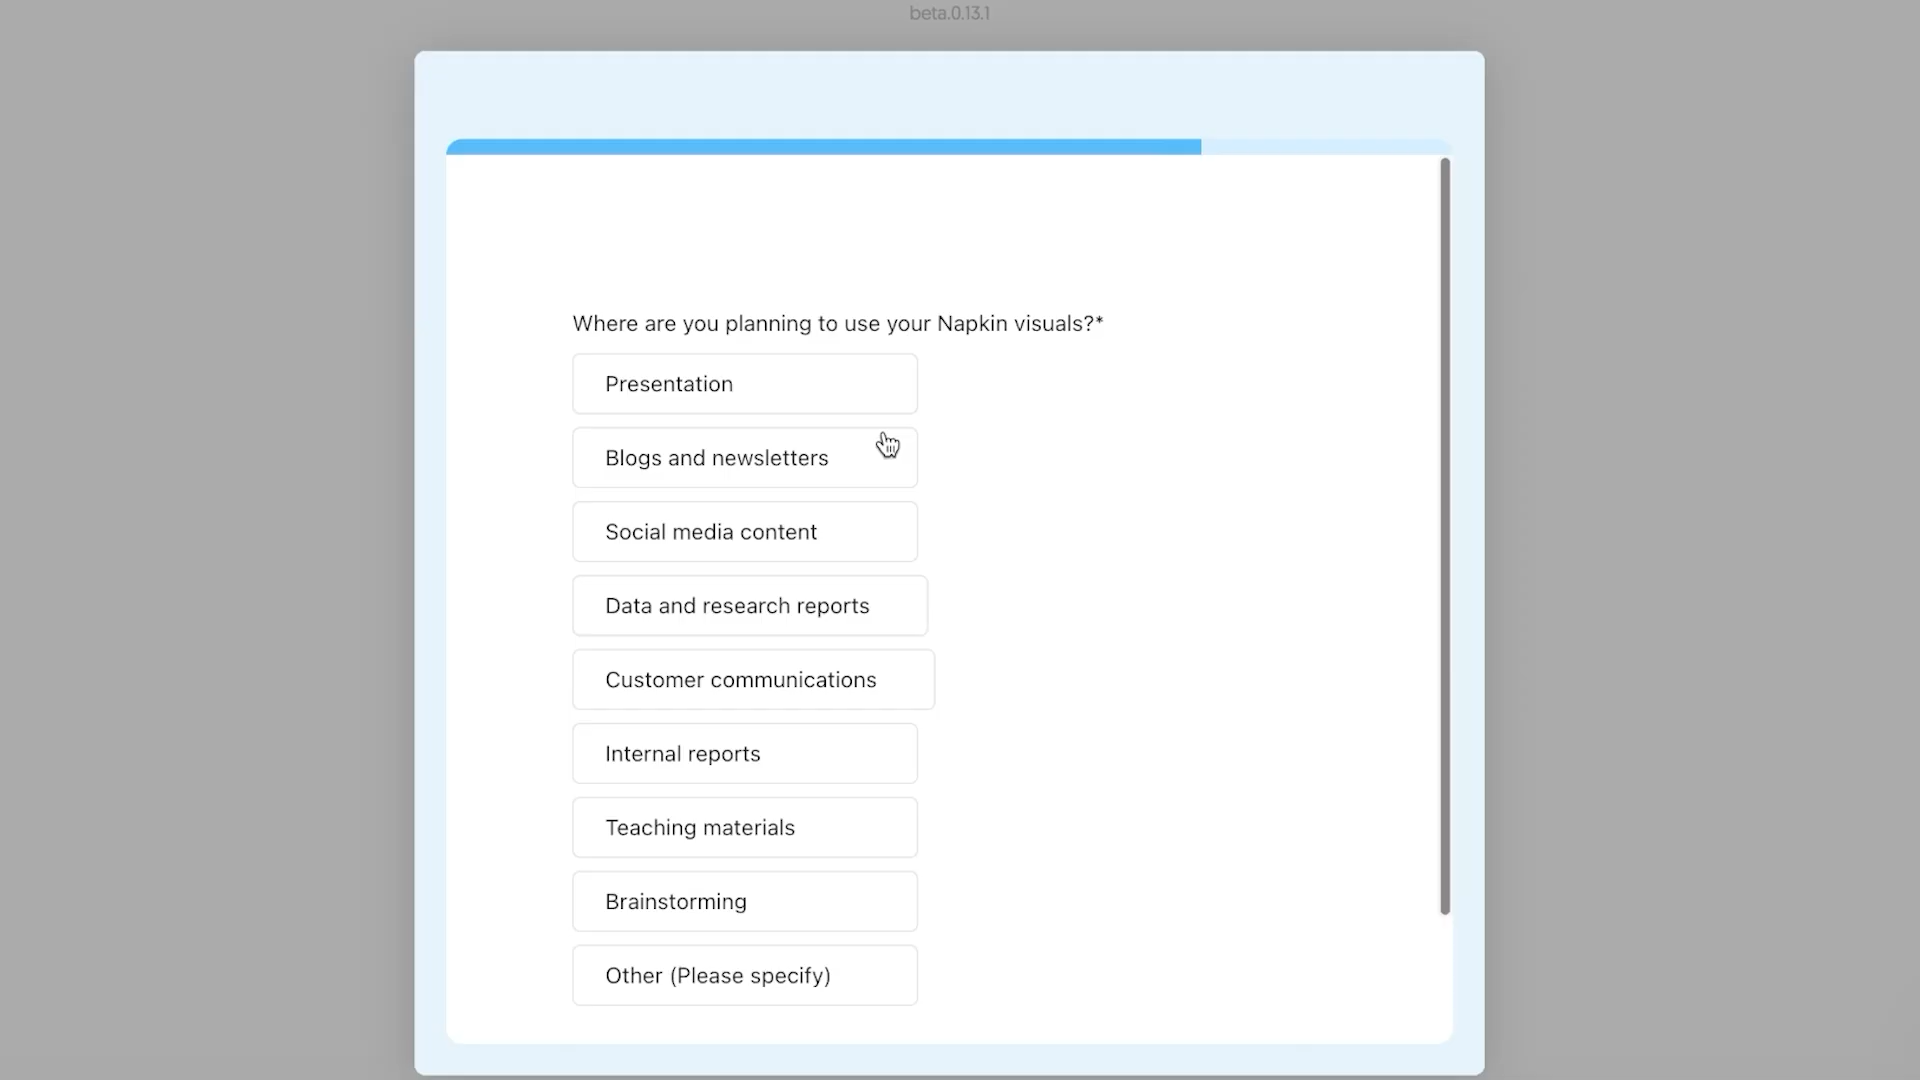 beta.0.13.1
Where are you planning to use your Napkin visuals?*
Presentation
Blogs and newsletters
Social media content
Data and research reports
Customer communications
Internal reports
Teaching materials
Brainstorming
Other (Please specify)